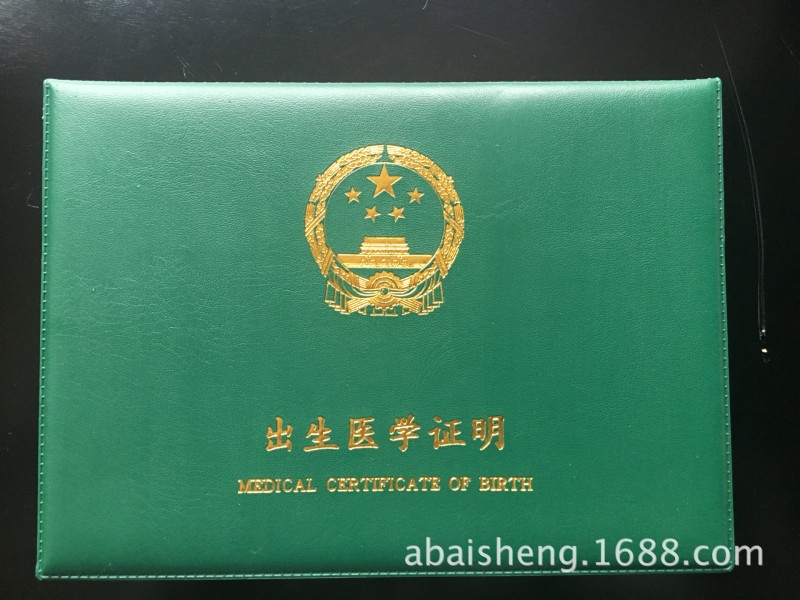 出生医学证明
MEDICAL CERTIFICATE OF BIRTH
abaisheng.1688.com